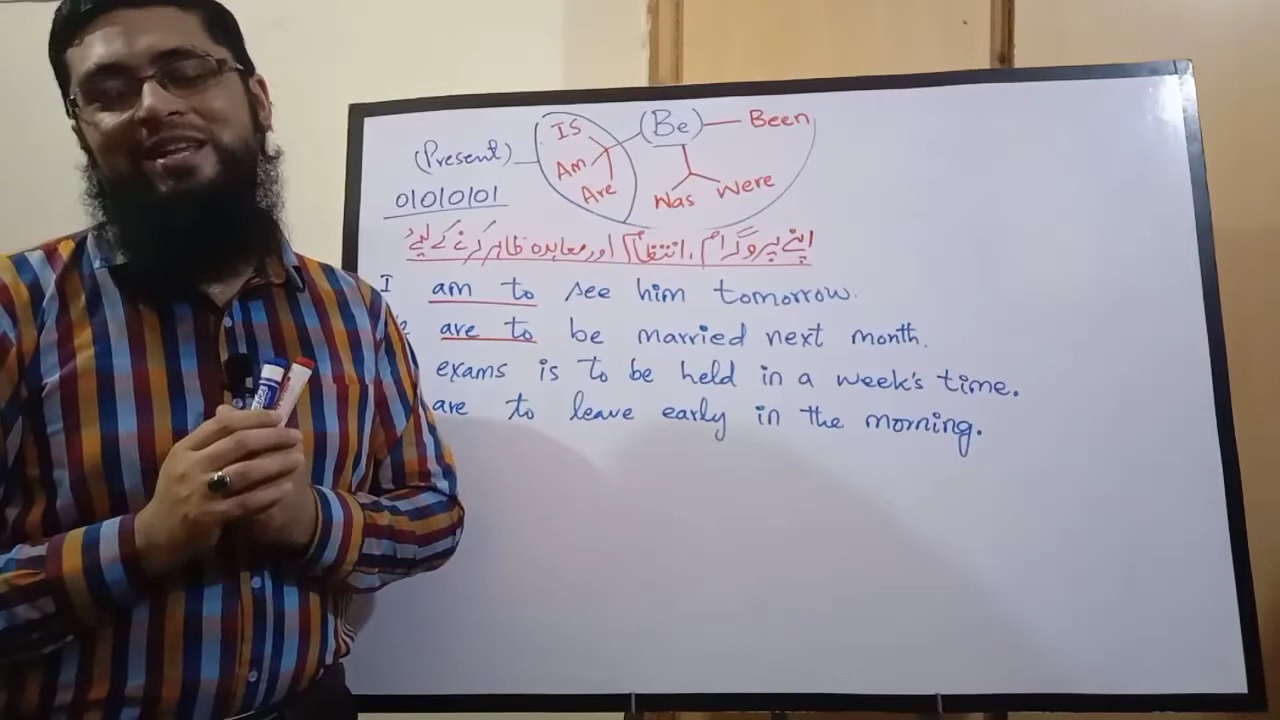 Is (Be) Been
(Present)
Am
Are Was Were
01010101
اپنے پروگرام، انتظام اور معاہدہ ظاہر کرنے کے لیے
I am to see him tomorrow.
are to be married next month.
exams is to be held in a week's time.
are to leave early in the morning.